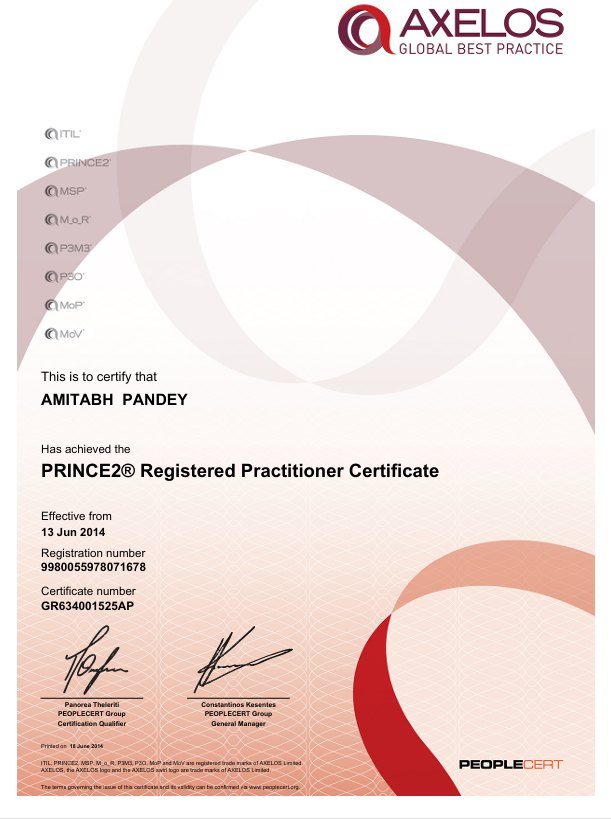 AXELOS
GLOBAL BEST PRACTICE
ITIL®
PRINCE2®
MSP®
M_o_R®
P3M3®
P3O®
MoP®
MoV®
This is to certify that
AMITABH PANDEY
Has achieved the
PRINCE2® Registered Practitioner Certificate
Effective from
13 Jun 2014
Registration number
9980055978071678
Certificate number
GR634001525AP
Panorea Theleriti
PEOPLECERT Group
Certification Qualifier
Constantinos Kesentes
PEOPLECERT Group
General Manager
Printed on 18 June 2014
ITIL, PRINCE2, MSP, M_o_R, P3M3, P3O, MoP and MoV are registered trade marks of AXELOS Limited.
AXELOS, the AXELOS logo and the AXELOS swirl logo are trade marks of AXELOS Limited.
The terms governing the issue of this certificate and its validity can be confirmed via www.peoplecert.org.
PEOPLECERT